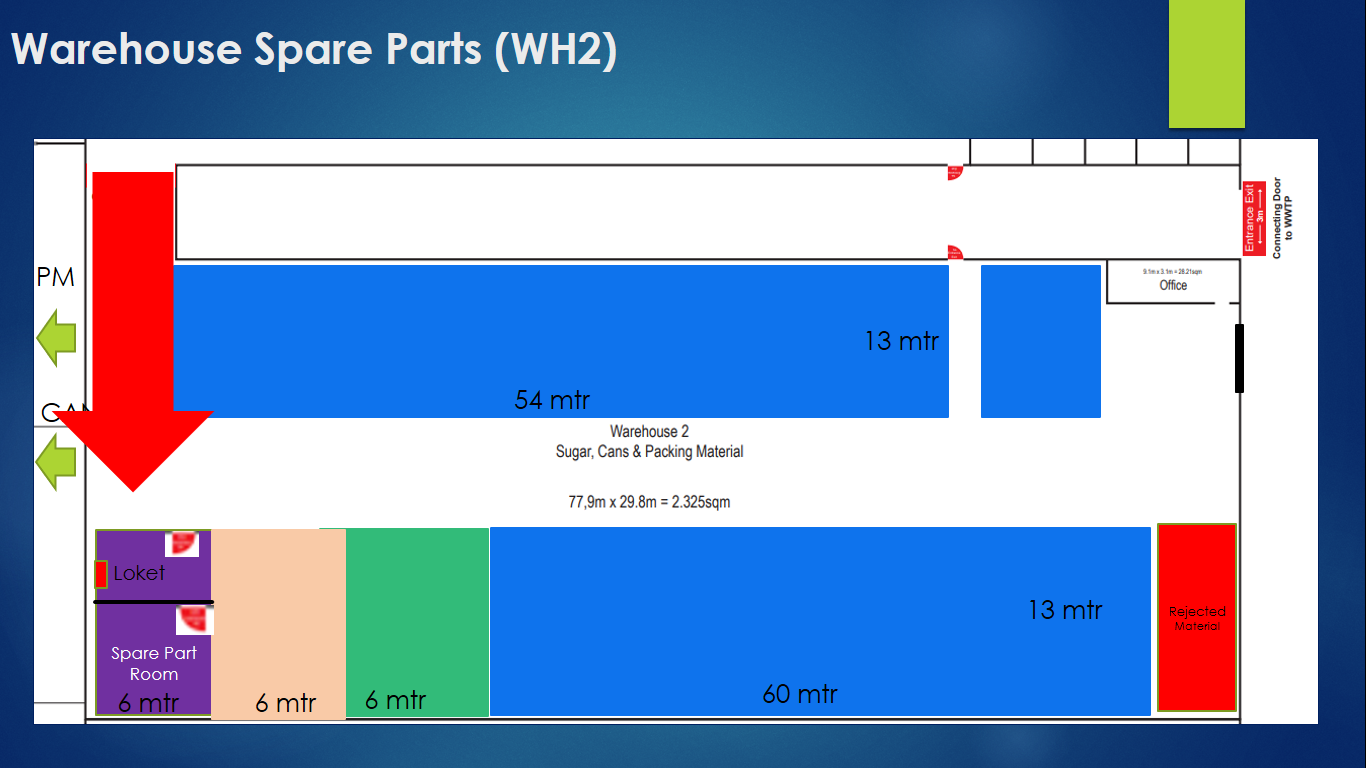 Warehouse Spare Parts (WH2)
Entrance Exit
3m
Connecting Door
to WWTP
PM
9.1m x 3.1m = 28.21sqm
Office
13 mtr
54 mtr
Warehouse 2
Sugar, Cans & Packing Material
77,9m x 29.8m = 2.325sqm
Loket
Spare Part
Room
6 mtr
6 mtr
6 mtr
13 mtr
60 mtr
Rejected
Material